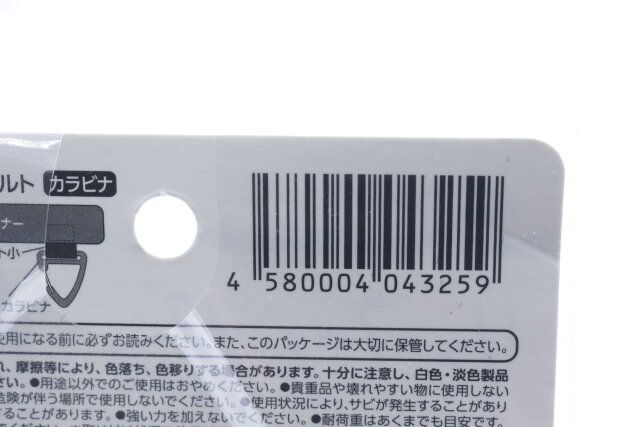 ルト カラビナ
ナー
ト小
カラビナ
4 580004 043259
使用になる前に必ずお読みください。また、このパッケージは大切に保管してください。
れ、摩擦等により、色落ち、色移りする場合があります。十分に注意し、白色・淡色製品
さい。●用途以外でのご使用はおやめください。●貴重品や壊れやすい物に使用しない
危険が伴う場所で使用しないでください。●使用状況により、サビが発生することがあり
することがあります。●強い力を加えないでください。●耐荷重はあくまでも目安です。